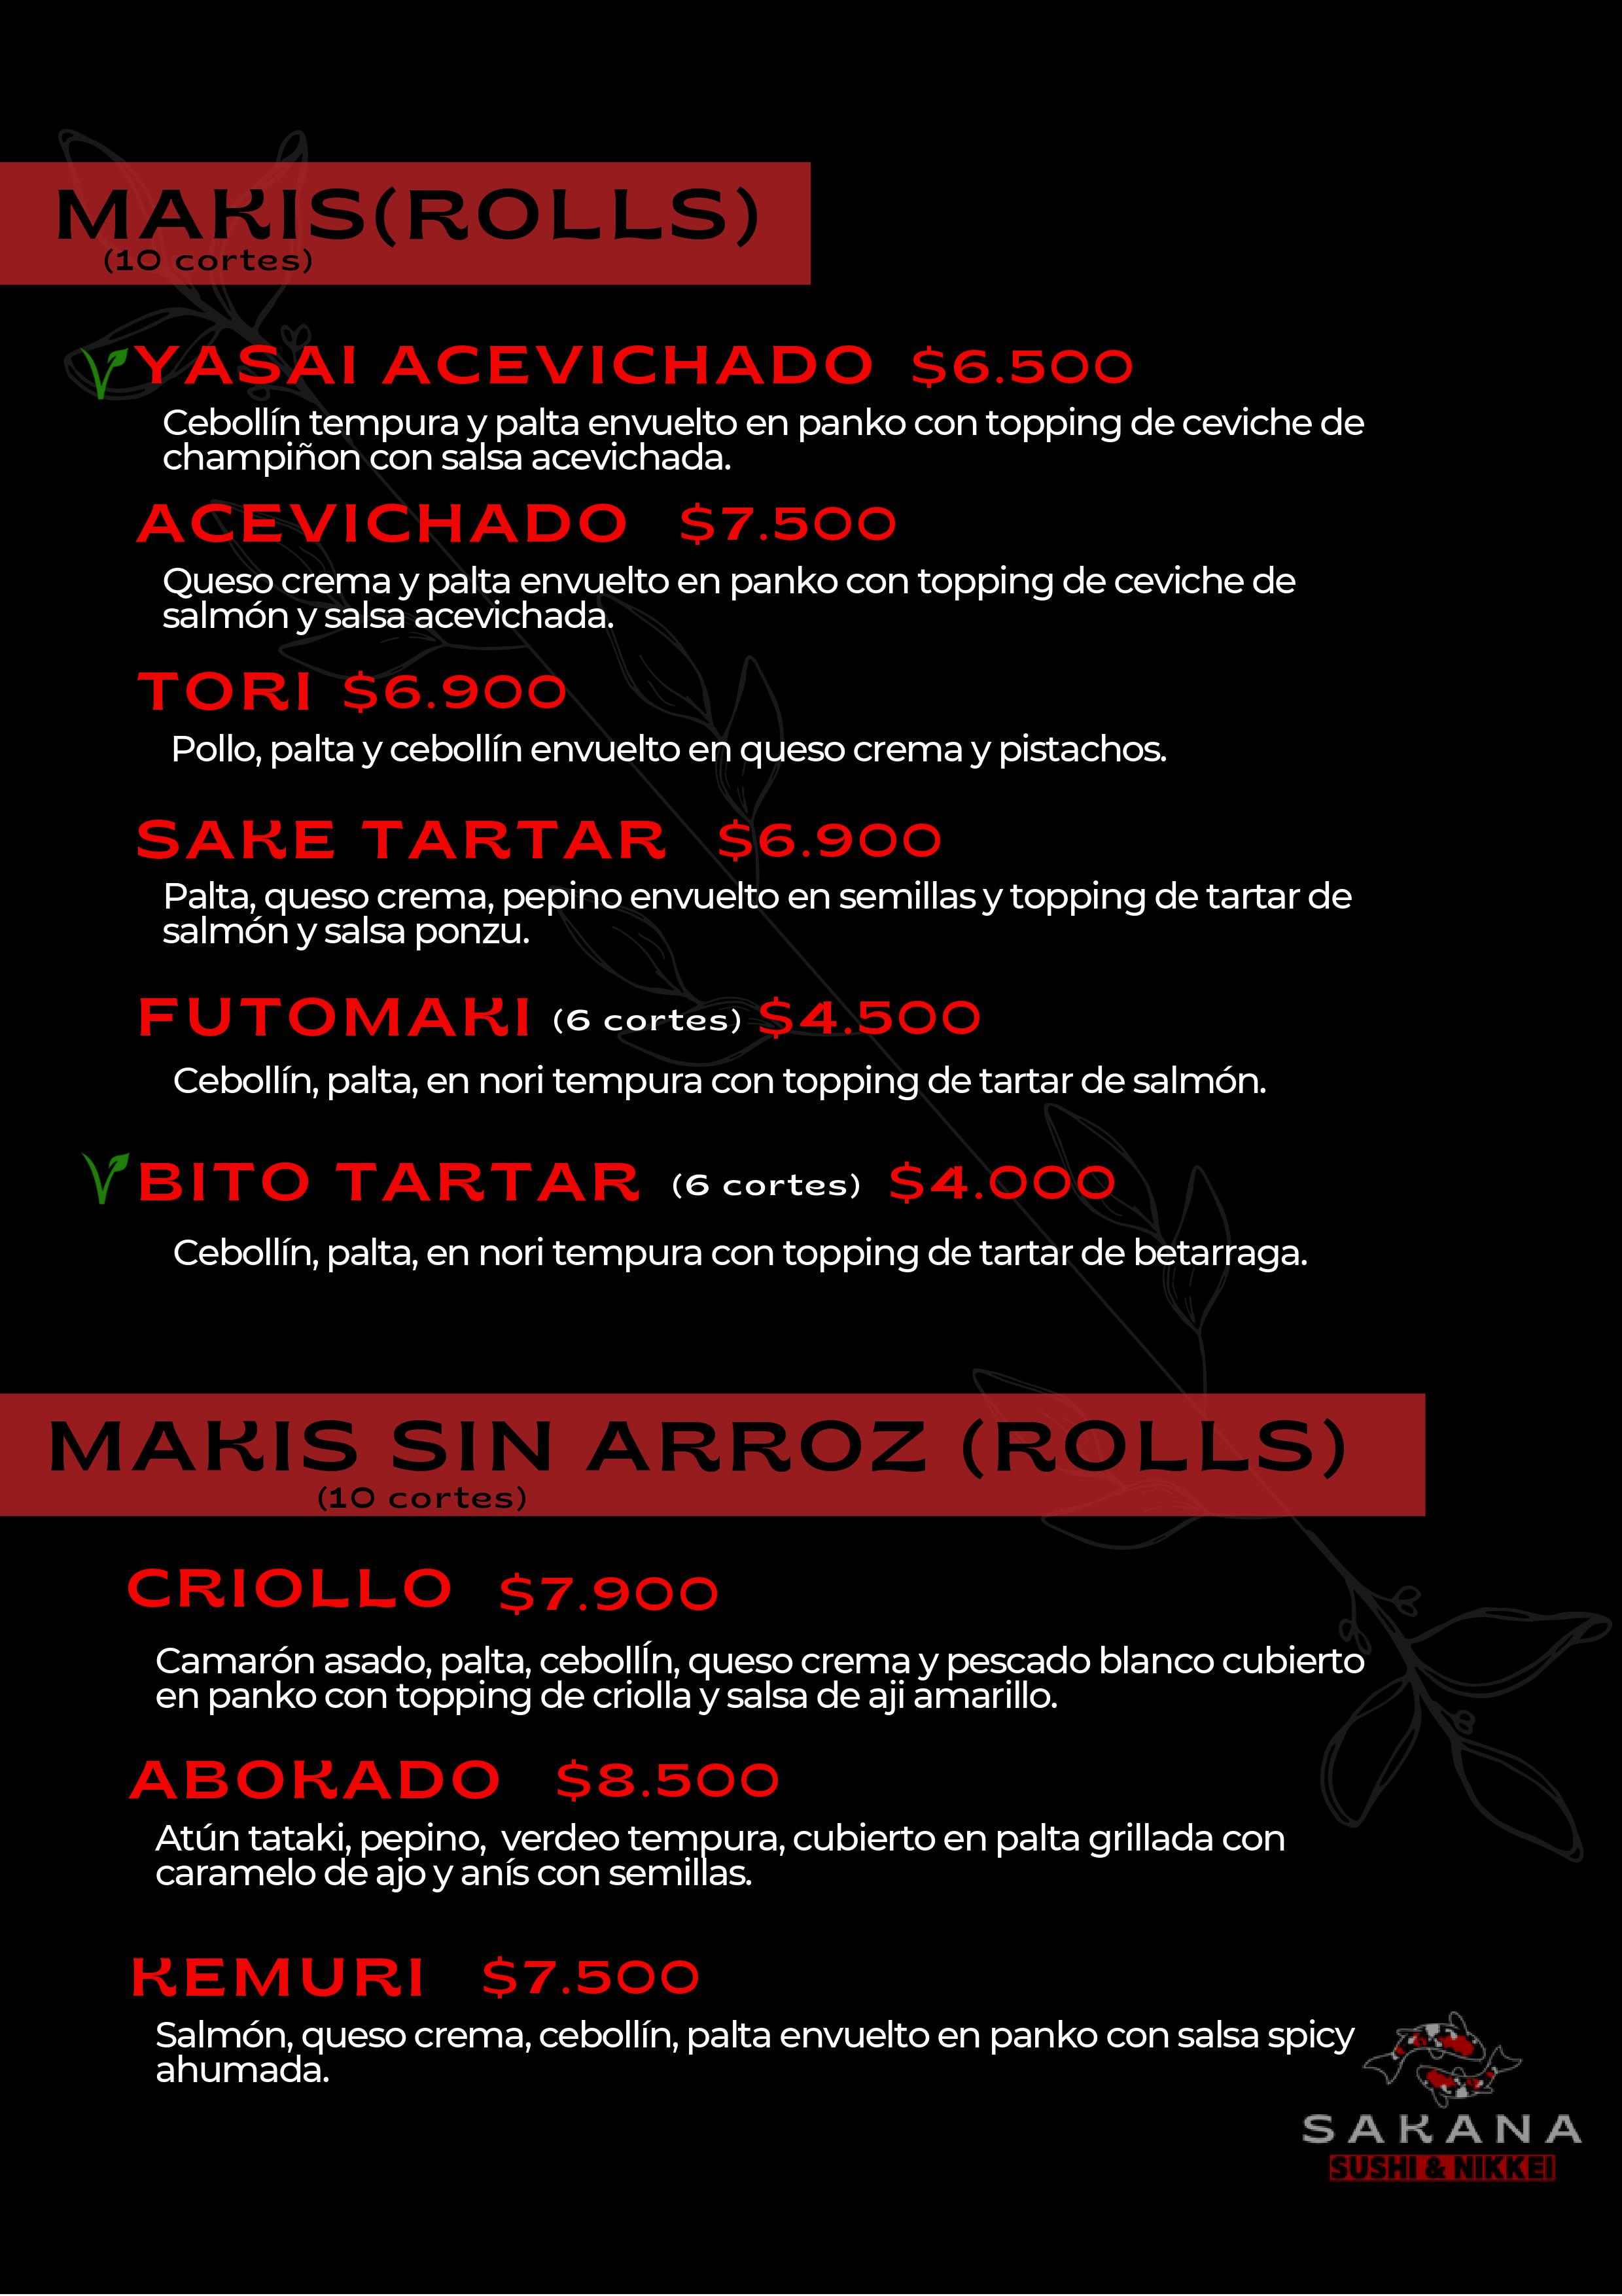 MAKIS(ROLLS)
(10 cortes)
YASAI ACEVICHADO $6.500
Cebollín tempura y palta envuelto en panko con topping de ceviche de
champiñon con salsa acevichada.
ACEVICHADO $7.500
Queso crema y palta envuelto en panko con topping de ceviche de
salmón y salsa acevichada.
TORI $6.900
Pollo, palta y cebollín envuelto en queso crema y pistachos.
SAKE TARTAR $6.900
Palta, queso crema, pepino envuelto en semillas y topping de tartar de
salmón y salsa ponzu.
FUTOMAKI (6 cortes) $4.500
Cebollín, palta, en nori tempura con topping de tartar de salmón.
BITO TARTAR (6 cortes) $4.000
Cebollín, palta, en nori tempura con topping de tartar de betarraga.
MAKIS SIN ARROZ (ROLLS)
(10 cortes)
CRIOLLO $7.900
Camarón asado, palta, cebollÍn, queso crema y pescado blanco cubierto
en panko con topping de criolla y salsa de aji amarillo.
ABOKADO $8.500
Atún tataki, pepino, verdeo tempura, cubierto en palta grillada con
caramelo de ajo y anís con semillas.
KEMURI $7.500
Salmón, queso crema, cebollín, palta envuelto en panko con salsa spicy
ahumada.
SAKANA
SUSHI & NIKKEI